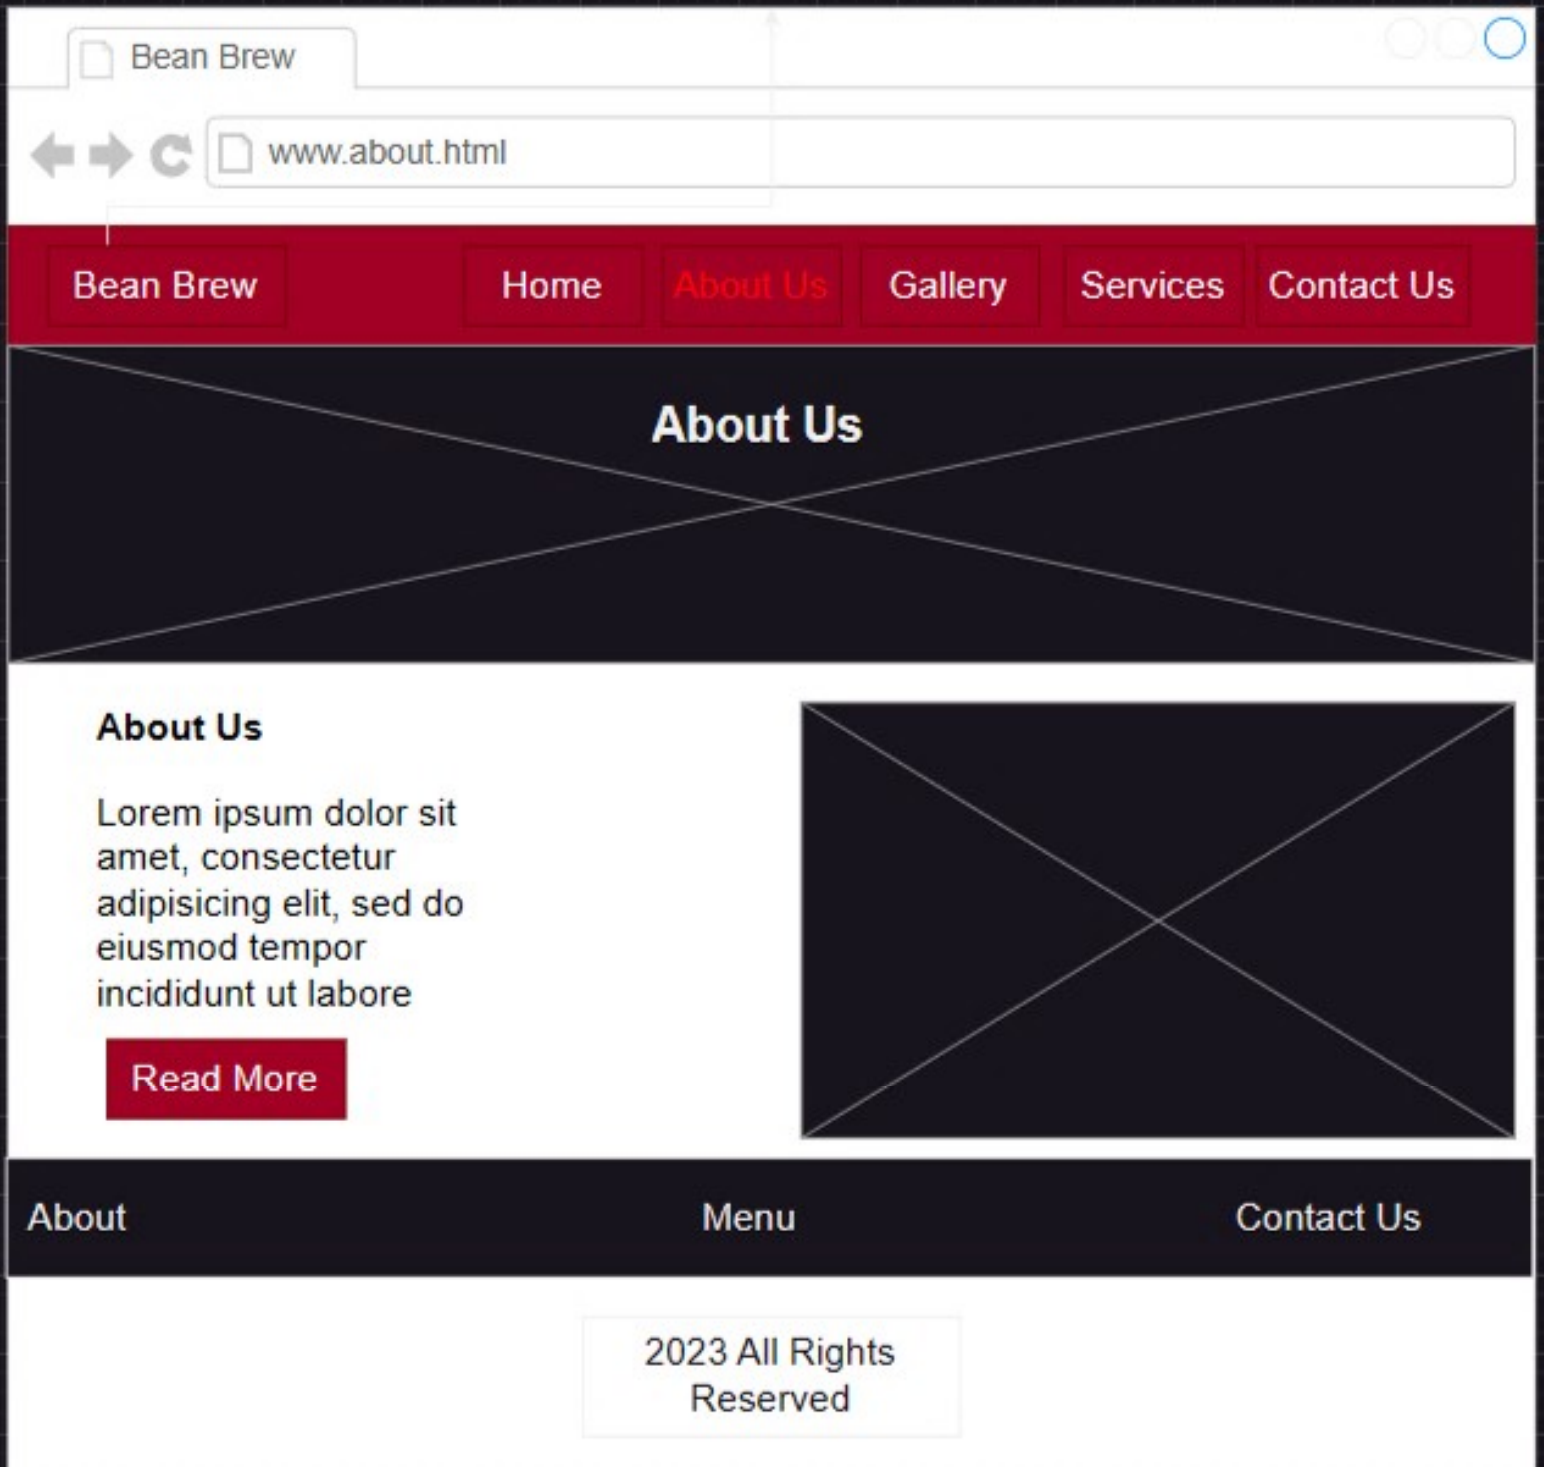 Bean Brew
www.about.html
Bean Brew Home About Us Gallery Services Contact Us
About Us
About Us
Lorem ipsum dolor sit
amet, consectetur
adipisicing elit, sed do
eiusmod tempor
incididunt ut labore
Read More
About Menu Contact Us
2023 All Rights
Reserved